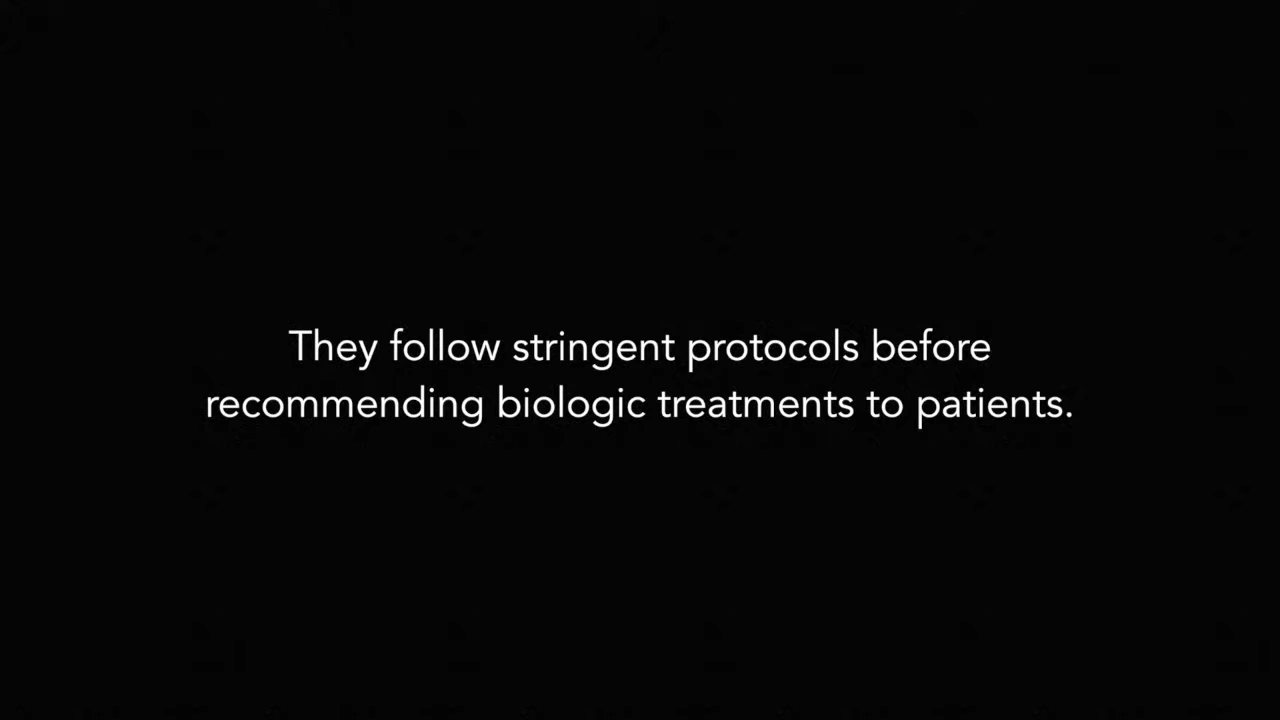 They follow stringent protocols before
recommending biologic treatments to patients.